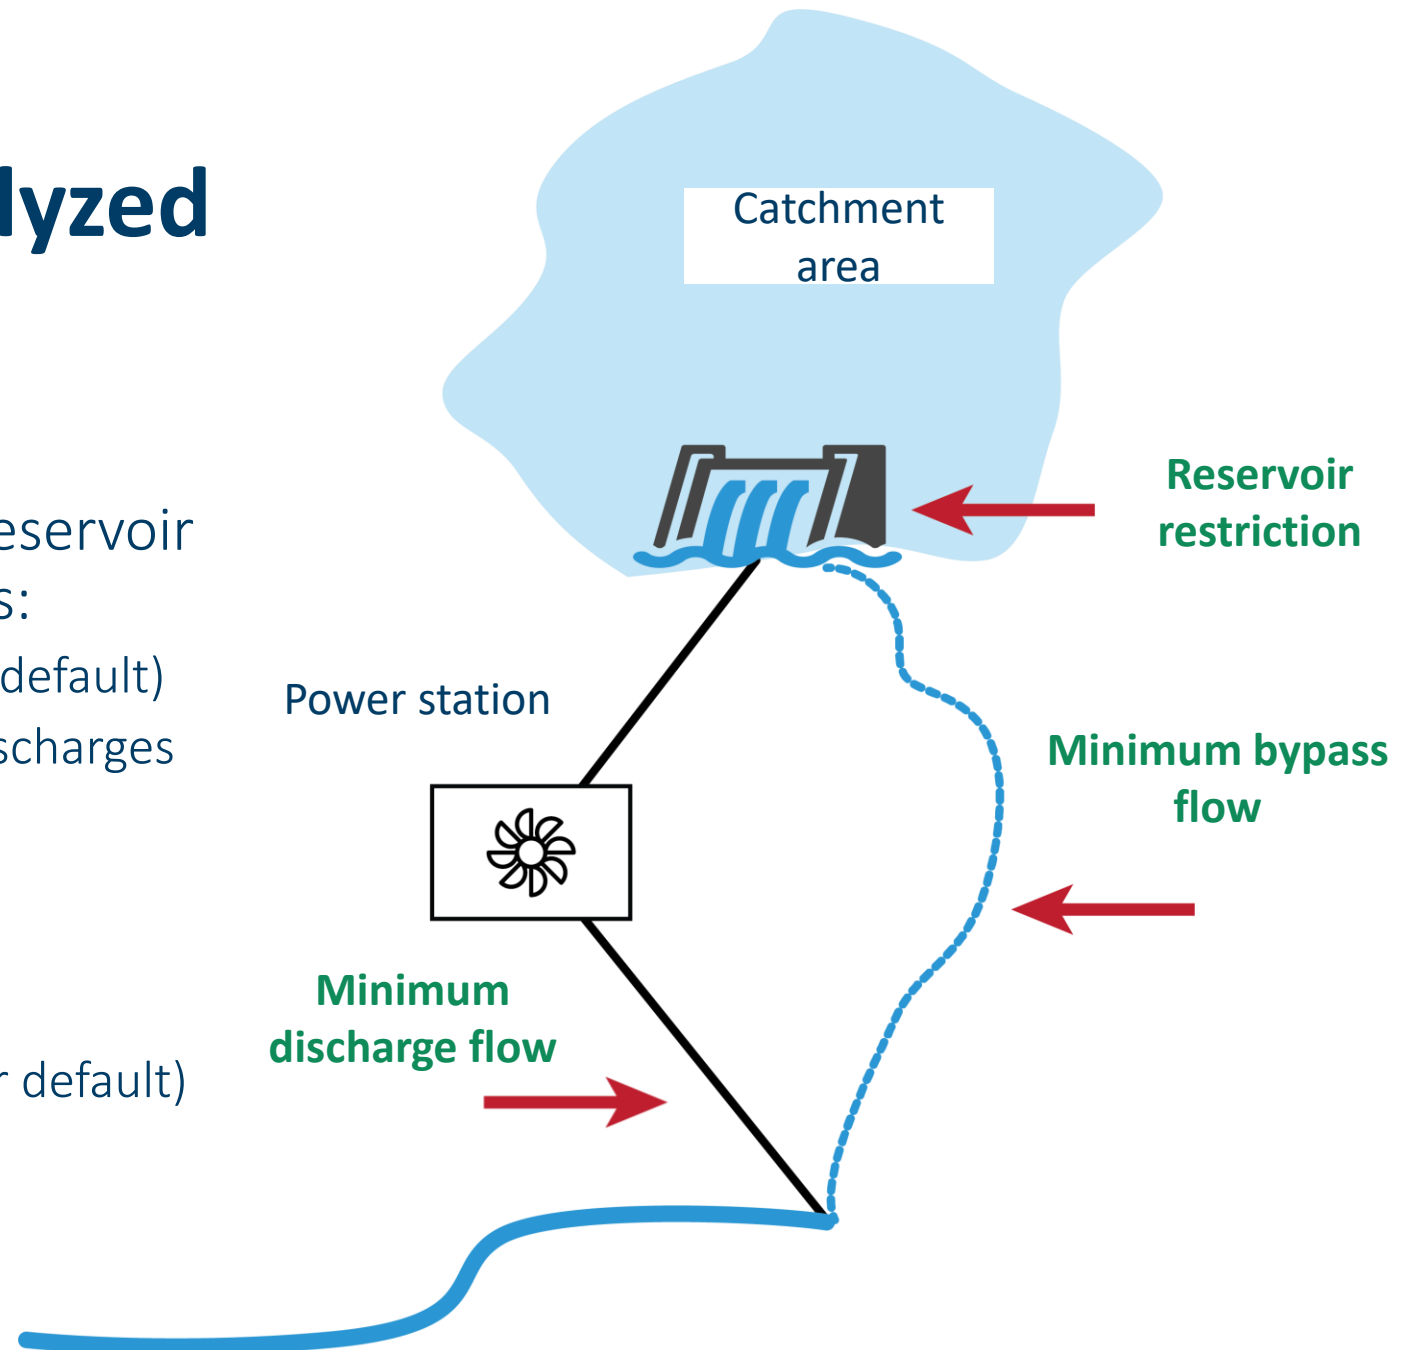 lyzed
eservoir
s:
default)
scharges
r default)
Catchment
area
Reservoir
restriction
Power station
Minimum bypass
flow
Minimum
discharge flow